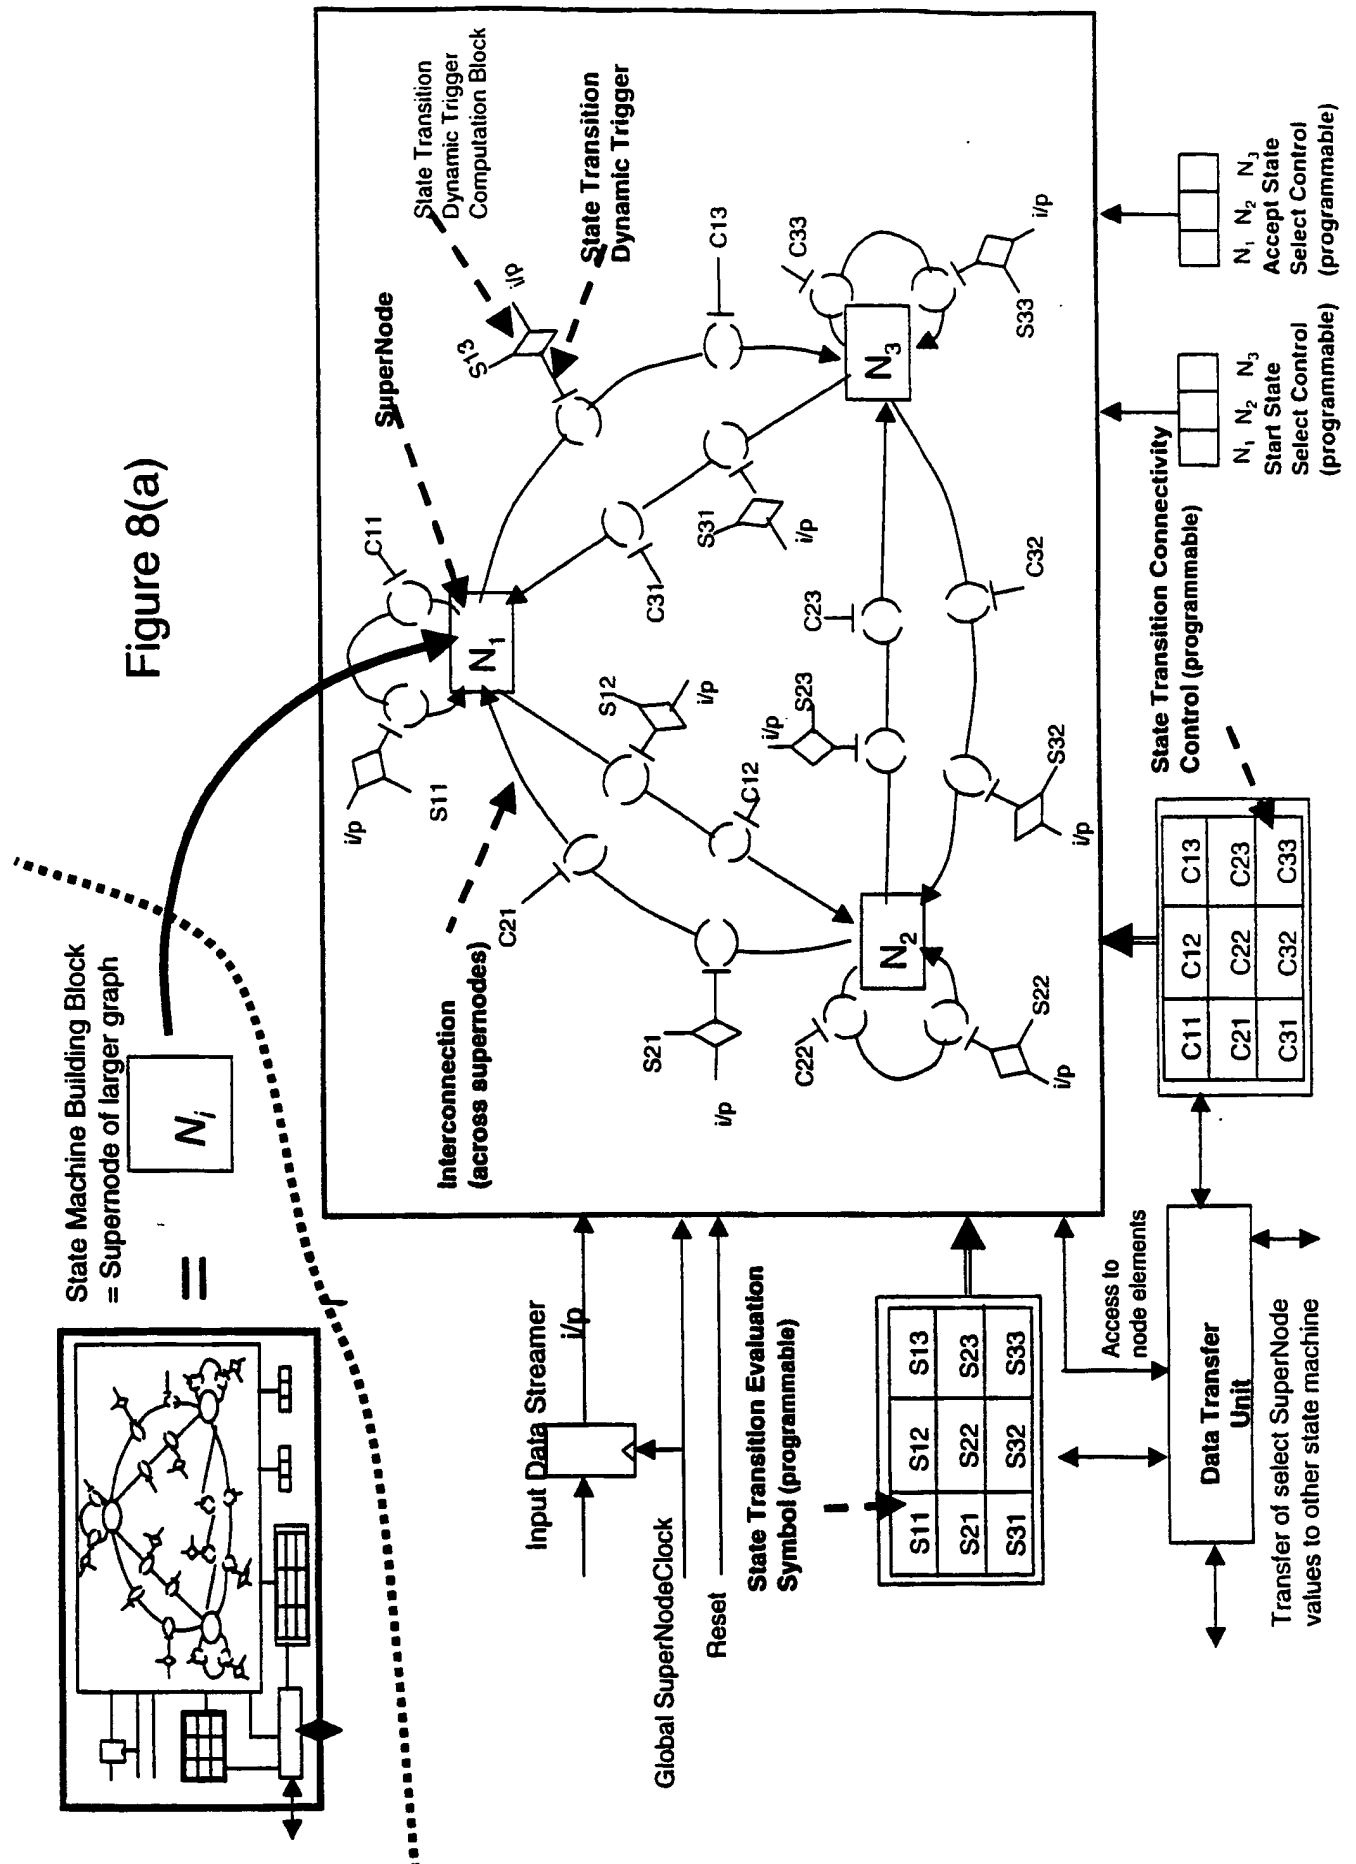 Figure 8(a)
State Machine Building Block
= Supernode of larger graph
=
Ni
SuperNode
State Transition
Dynamic Trigger
Computation Block
State Transition
Dynamic Trigger
Interconnection
(across supernodes)
C11
S11
i/p
N1
S13
i/p
C13
C21
S21
i/p
S12
i/p
C12
C31
S31
i/p
N2
C22
S22
i/p
S23
i/p
C23
N3
C33
S33
i/p
C32
S32
i/p
Input Data Streamer
i/p
Global SuperNodeClock
Reset
State Transition Evaluation
Symbol (programmable)
S11 S12 S13
S21 S22 S23
S31 S32 S33
Access to
node elements
Data Transfer
Unit
Transfer of select SuperNode
values to other state machine
C11 C12 C13
C21 C22 C23
C31 C32 C33
State Transition Connectivity
Control (programmable)
N1 N2 N3
Start State
Select Control
(programmable)
N1 N2 N3
Accept State
Select Control
(programmable)